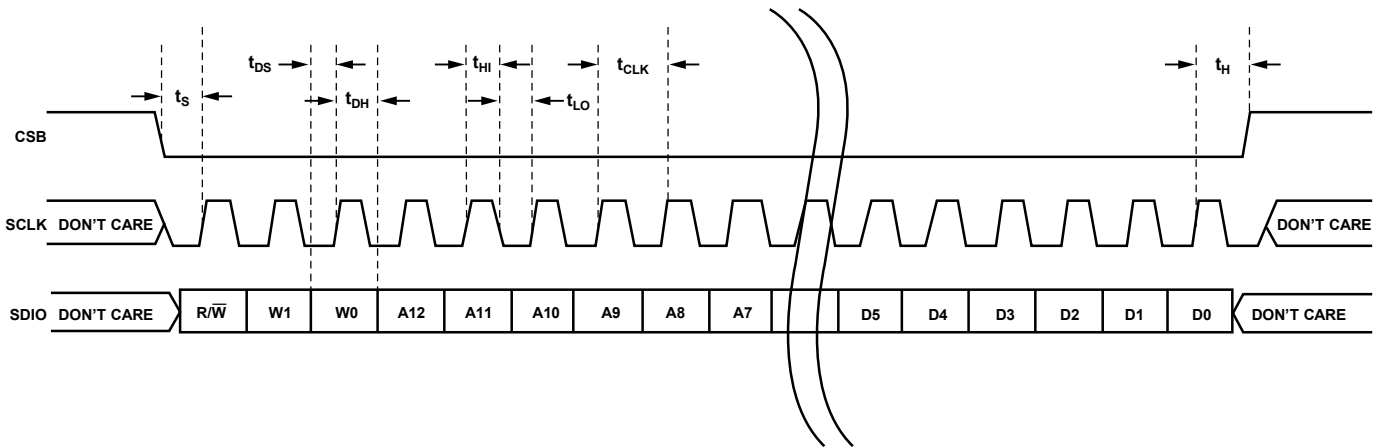 tDS
tHI
tCLK
tH
tS
tDH
tLO
CSB
SCLK DON'T CARE DON'T CARE
SDIO DON'T CARE R/W̅ W1 W0 A12 A11 A10 A9 A8 A7 D5 D4 D3 D2 D1 D0 DON'T CARE